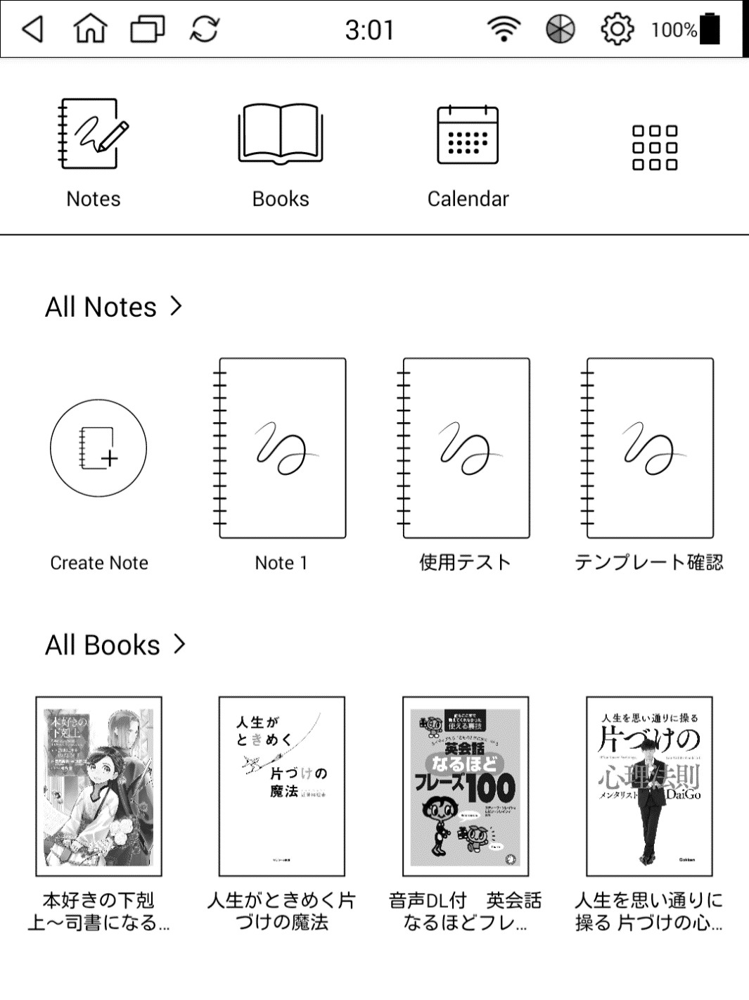 3:01
100%
Notes
Books
Calendar
All Notes
Create Note
Note 1
使用テスト
テンプレート確認
All Books
本好きの
下剋上
人生が
ときめく
片づけの
魔法
使える裏技
英会話
なるほど
フレーズ100
人生を思い通りに操る
片づけの
心理法則
メンタリスト DaiGo
Gakken
本好きの下剋
上～司書になる...
人生がときめく片
づけの魔法
音声DL付　英会話
なるほどフレ...
人生を思い通りに
操る 片づけの心...